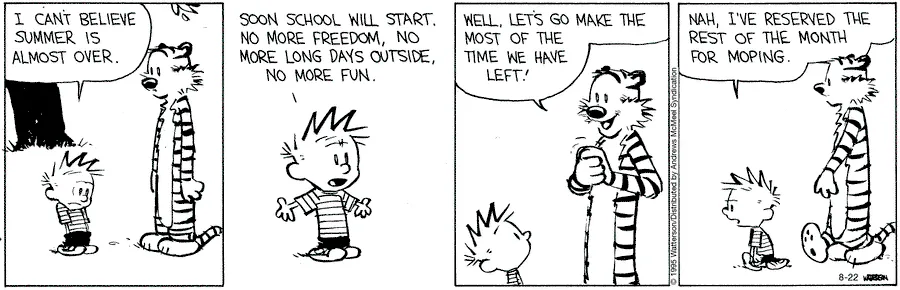 I CAN'T BELIEVE
SUMMER IS
ALMOST OVER.
SOON SCHOOL WILL START.
NO MORE FREEDOM, NO
MORE LONG DAYS OUTSIDE,
NO MORE FUN.
WELL, LET'S GO MAKE THE
MOST OF THE
TIME WE HAVE
LEFT!
© 1995 Watterson/Distributed by Andrews McMeel Syndication
NAH, I'VE RESERVED THE
REST OF THE MONTH
FOR MOPING.
8-22 WATTERSON